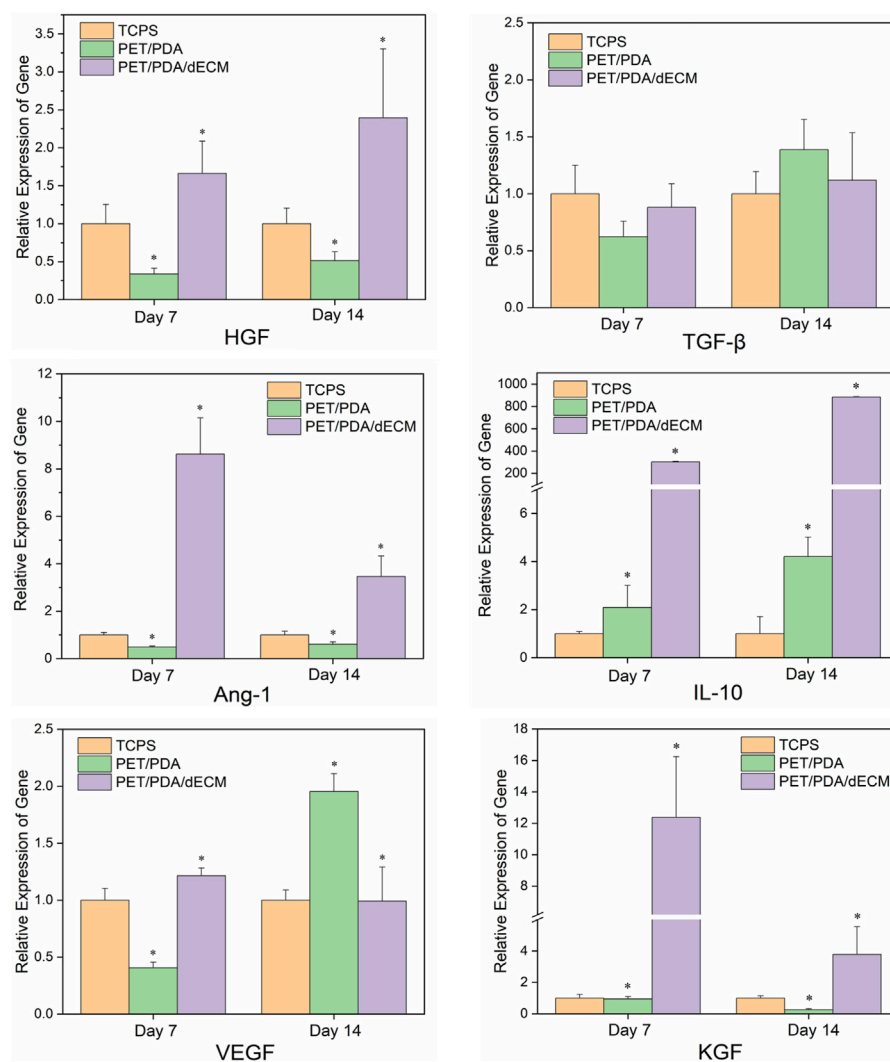 Relative Expression of Gene
3.5
3.0
2.5
2.0
1.5
1.0
0.5
0.0
TCPS
PET/PDA
PET/PDA/dECM
*
*
*
*
Day 7
Day 14
HGF
Relative Expression of Gene
2.5
2.0
1.5
1.0
0.5
0.0
TCPS
PET/PDA
PET/PDA/dECM
Day 7
Day 14
TGF-β
Relative Expression of Gene
12
10
8
6
4
2
0
TCPS
PET/PDA
PET/PDA/dECM
*
*
*
*
Day 7
Day 14
Ang-1
Relative Expression of Gene
1000
800
600
400
200
6
4
2
0
TCPS
PET/PDA
PET/PDA/dECM
*
*
*
*
Day 7
Day 14
IL-10
Relative Expression of Gene
2.5
2.0
1.5
1.0
0.5
0.0
TCPS
PET/PDA
PET/PDA/dECM
*
*
*
*
Day 7
Day 14
VEGF
Relative Expression of Gene
18
16
14
12
10
8
4
2
0
TCPS
PET/PDA
PET/PDA/dECM
*
*
*
*
Day 7
Day 14
KGF